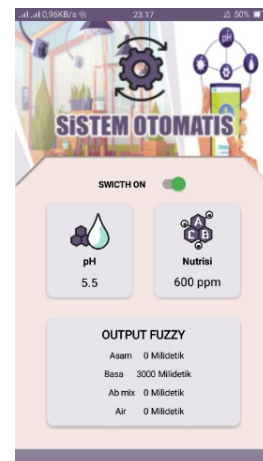 0,96KB/s 23.17 50%
pH
SiSTEM OTOMATIS
SWICTH ON
A
C B
pH Nutrisi
5.5 600 ppm
OUTPUT FUZZY
Asam 0 Milidetik
Basa 3000 Milidetik
Ab mix 0 Milidetik
Air 0 Milidetik